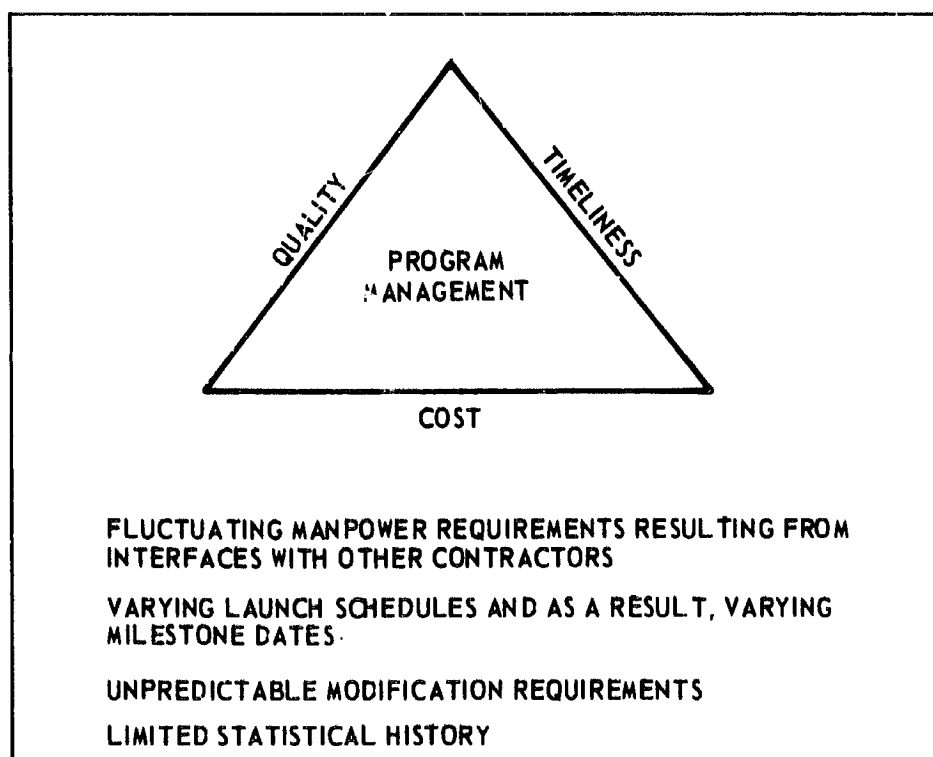 QUALITY
TIMELINESS
PROGRAM
MANAGEMENT
COST
FLUCTUATING MANPOWER REQUIREMENTS RESULTING FROM
INTERFACES WITH OTHER CONTRACTORS
VARYING LAUNCH SCHEDULES AND AS A RESULT, VARYING
MILESTONE DATES
UNPREDICTABLE MODIFICATION REQUIREMENTS
LIMITED STATISTICAL HISTORY